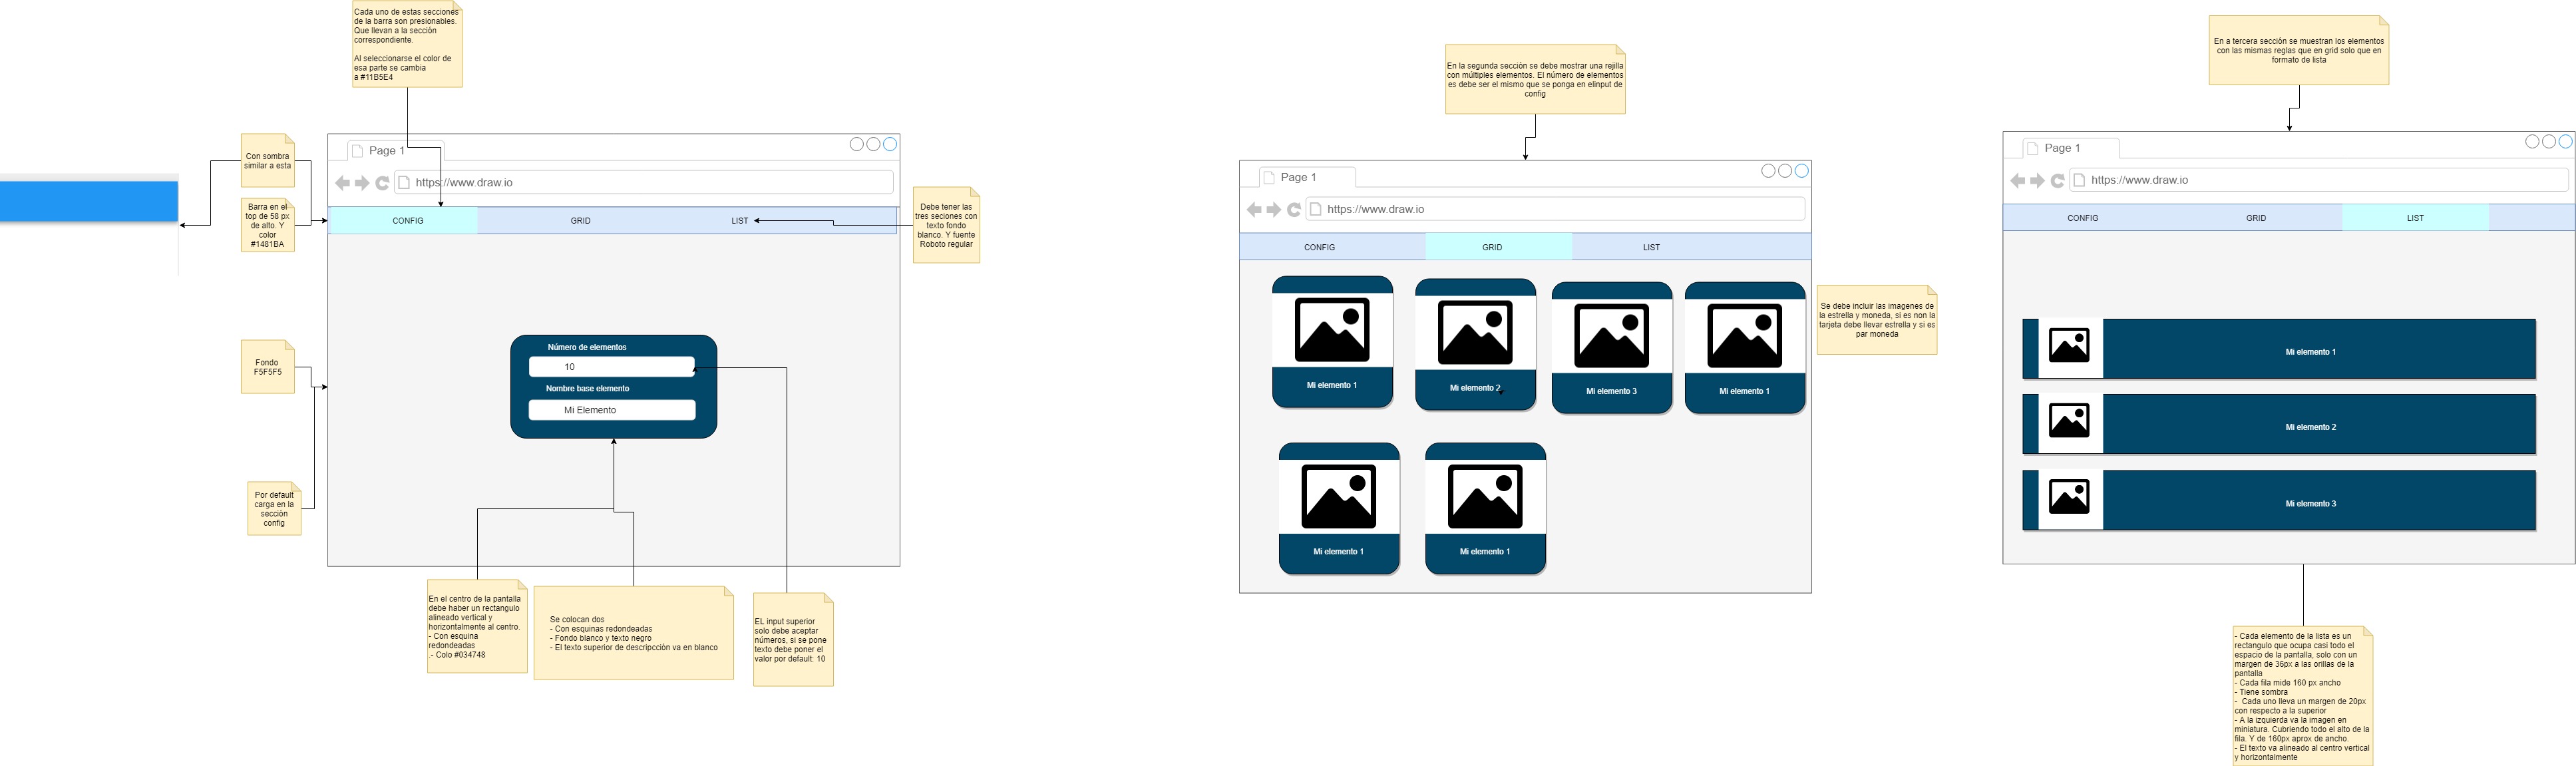 Cada uno de estas secciones
de la barra son presionables.
Que llevan a la sección
correspondiente.
Al seleccionarse el color de
esa parte se cambia
a #11B5E4
Con sombra
similar a esta
Barra en el
top de 58 px
de alto. Y
color
#1481BA
Fondo
F5F5F5
Por default
carga en la
sección
config
Page 1
https://www.draw.io
CONFIG
GRID
LIST
Número de elementos
10
Nombre base elemento
Mi Elemento
Debe tener las
tres seciones con
texto fondo
blanco. Y fuente
Roboto regular
En el centro de la pantalla
debe haber un rectangulo
alineado vertical y
horizontalmente al centro.
- Con esquina
redondeadas
.- Colo #034748
Se colocan dos
- Con esquinas redondeadas
- Fondo blanco y texto negro
- El texto superior de descripcción va en blanco
EL input superior
solo debe aceptar
números, si se pone
texto debe poner el
valor por default: 10
En la segunda sección se debe mostrar una rejilla
con múltiples elementos. El número de elementos
es debe ser el mismo que se ponga en elinput de
config
Page 1
https://www.draw.io
CONFIG
GRID
LIST
Mi elemento 1
Mi elemento 2
Mi elemento 3
Mi elemento 1
Mi elemento 1
Mi elemento 1
Se debe incluir las imagenes de
la estrella y moneda, si es non la
tarjeta debe llevar estrella y si es
par moneda
En a tercera sección se muestran los elementos
con las mismas reglas que en grid solo que en
formato de lista
Page 1
https://www.draw.io
CONFIG
GRID
LIST
Mi elemento 1
Mi elemento 2
Mi elemento 3
- Cada elemento de la lista es un
rectangulo que ocupa casi todo el
espacio de la pantalla, solo con un
margen de 36px a las orillas de la
pantalla
- Cada fila mide 160 px ancho
- Tiene sombra
- Cada uno lleva un margen de 20px
con respecto a la superior
- A la izquierda va la imagen en
miniatura. Cubriendo todo el alto de la
fila. Y de 160px aprox de ancho.
- El texto va alineado al centro vertical
y horizontalmente